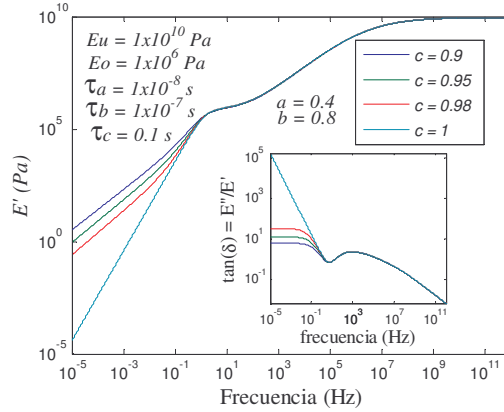 10^10
Eu = 1x10^10 Pa
Eo = 1x10^6 Pa
τa = 1x10^-8 s
τb = 1x10^-7 s
τc = 0.1 s
a = 0.4
b = 0.8
c = 0.9
c = 0.95
c = 0.98
c = 1
10^5
10^0
10^-5
E' (Pa)
10^-5 10^-3 10^-1 10^1 10^3 10^5 10^7 10^9 10^11
Frecuencia (Hz)
tan(δ) = E''/E'
10^5
10^3
10^1
10^-1
10^-5 10^-1 10^3 10^7 10^11
frecuencia (Hz)